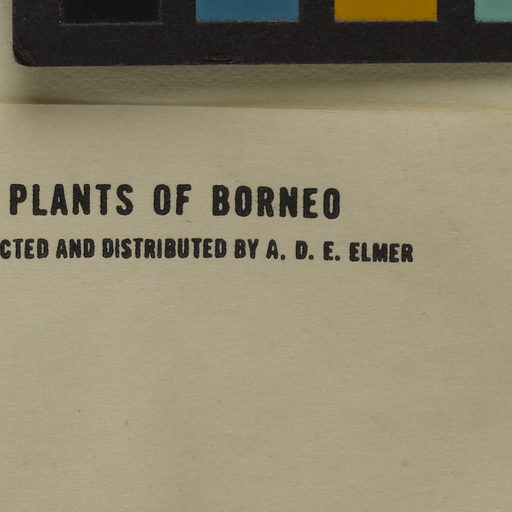 PLANTS OF BORNEO
CTED AND DISTRIBUTED BY A. D. E. ELMER